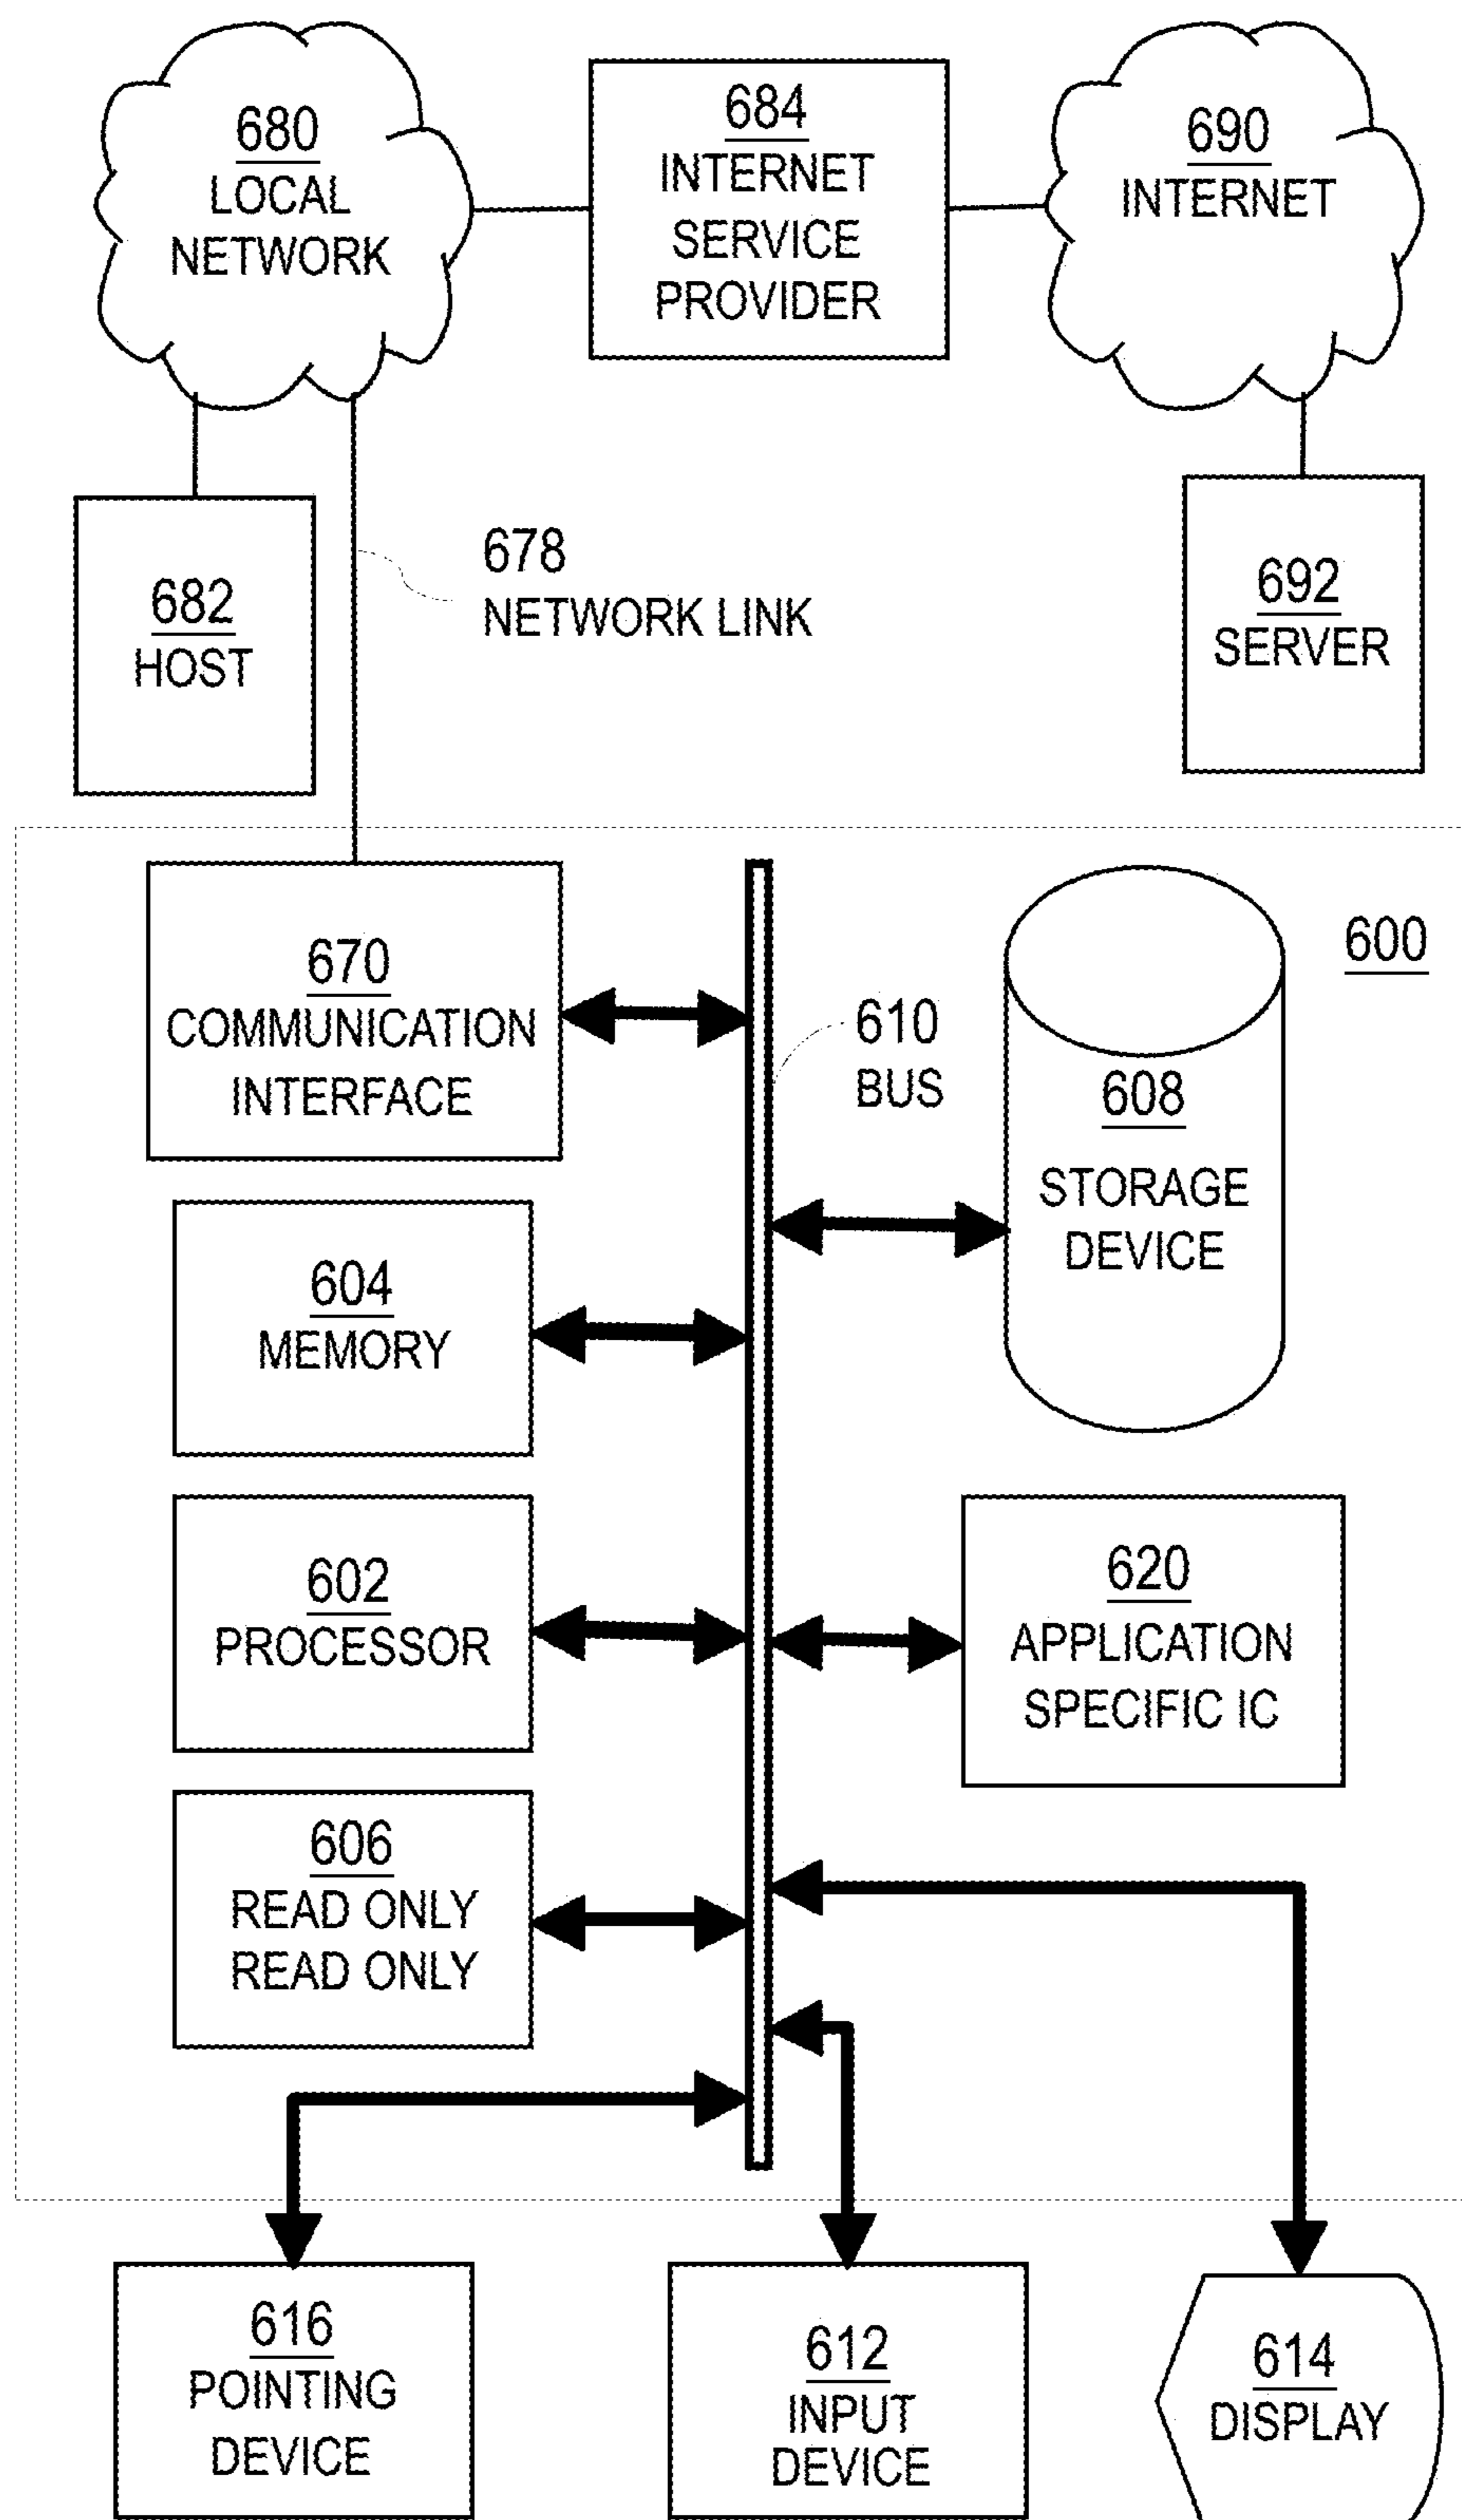 680
LOCAL
NETWORK
684
INTERNET
SERVICE
PROVIDER
690
INTERNET
682
HOST
678
NETWORK LINK
692
SERVER
670
COMMUNICATION
INTERFACE
610
BUS
608
STORAGE
DEVICE
600
604
MEMORY
602
PROCESSOR
620
APPLICATION
SPECIFIC IC
606
READ ONLY
READ ONLY
616
POINTING
DEVICE
612
INPUT
DEVICE
614
DISPLAY